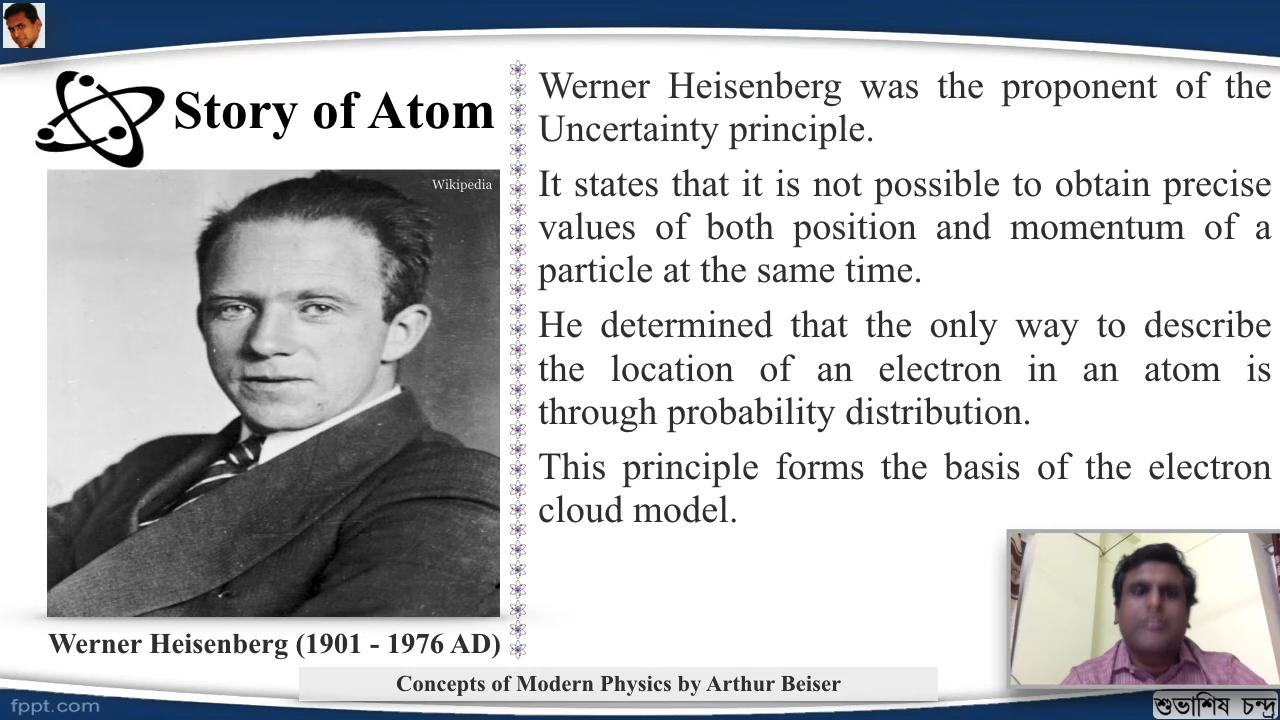 Story of Atom
Wikipedia
Werner Heisenberg (1901 - 1976 AD)
Werner Heisenberg was the proponent of the
Uncertainty principle.
It states that it is not possible to obtain precise
values of both position and momentum of a
particle at the same time.
He determined that the only way to describe
the location of an electron in an atom is
through probability distribution.
This principle forms the basis of the electron
cloud model.
Concepts of Modern Physics by Arthur Beiser
fppt.com
শুভাশিষ চন্দ্র